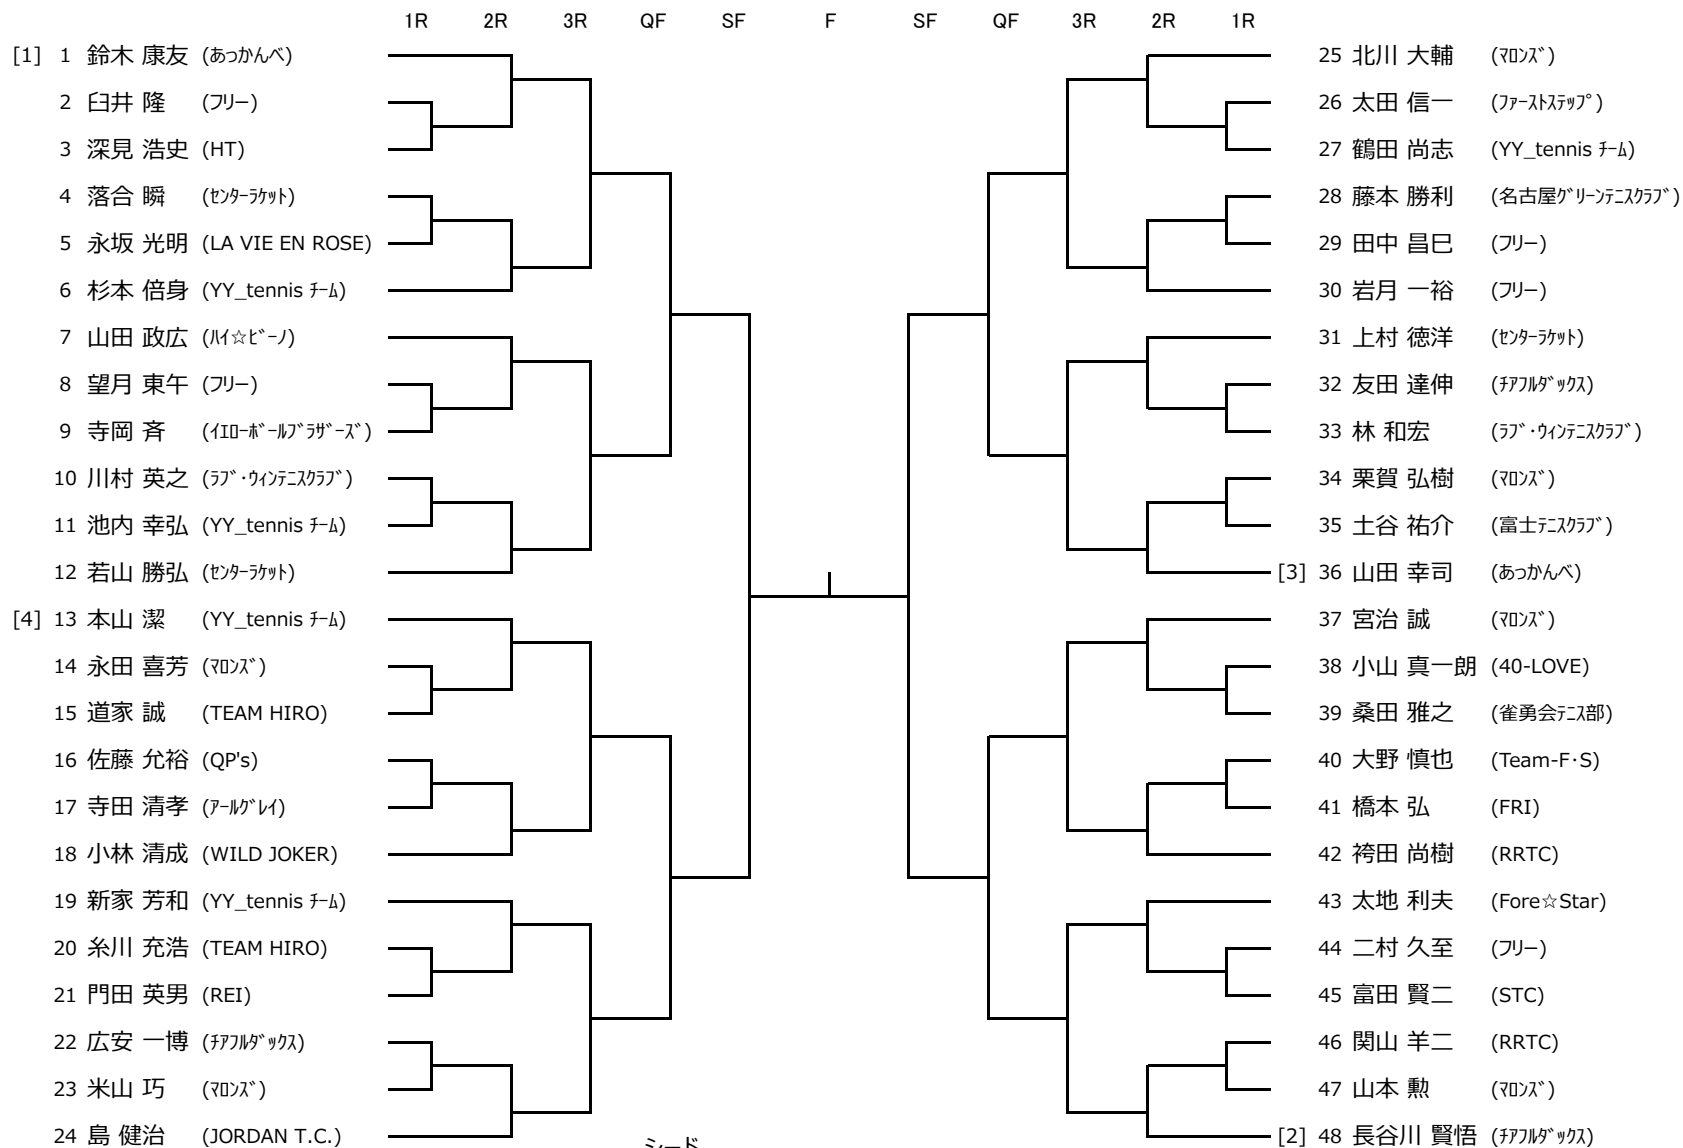 1R 2R 3R QF SF F SF QF 3R 2R 1R
[1] 1 鈴木 康友 (あっかんべ)
2 臼井 隆 (フリー)
3 深見 浩史 (HT)
4 落合 瞬 (ｾﾝﾀｰﾗｹｯﾄ)
5 永坂 光明 (LA VIE EN ROSE)
6 杉本 倍身 (YY_tennis ﾁｰﾑ)
7 山田 政広 (ﾊｲ☆ﾋﾞｰﾉ)
8 望月 東午 (フリー)
9 寺岡 斉 (ｲｴﾛｰﾎﾞｰﾙﾌﾞﾗｻﾞｰｽﾞ)
10 川村 英之 (ﾗﾌﾞ･ｳｨﾝﾃﾆｽｸﾗﾌﾞ)
11 池内 幸弘 (YY_tennis ﾁｰﾑ)
12 若山 勝弘 (ｾﾝﾀｰﾗｹｯﾄ)
[4] 13 本山 潔 (YY_tennis ﾁｰﾑ)
14 永田 喜芳 (ﾏﾛﾝｽﾞ)
15 道家 誠 (TEAM HIRO)
16 佐藤 允裕 (QP's)
17 寺田 清孝 (ｱｰﾙｸﾞﾚｲ)
18 小林 清成 (WILD JOKER)
19 新家 芳和 (YY_tennis ﾁｰﾑ)
20 糸川 充浩 (TEAM HIRO)
21 門田 英男 (REI)
22 広安 一博 (ﾁｱﾌﾙﾀﾞｯｸｽ)
23 米山 巧 (ﾏﾛﾝｽﾞ)
24 島 健治 (JORDAN T.C.)
25 北川 大輔 (ﾏﾛﾝｽﾞ)
26 太田 信一 (ﾌｧｰｽﾄｽﾃｯﾌﾟ)
27 鶴田 尚志 (YY_tennis ﾁｰﾑ)
28 藤本 勝利 (名古屋ｸﾞﾘｰﾝﾃﾆｽｸﾗﾌﾞ)
29 田中 昌巳 (フリー)
30 岩月 一裕 (フリー)
31 上村 徳洋 (ｾﾝﾀｰﾗｹｯﾄ)
32 友田 達伸 (ﾁｱﾌﾙﾀﾞｯｸｽ)
33 林 和宏 (ﾗﾌﾞ･ｳｨﾝﾃﾆｽｸﾗﾌﾞ)
34 栗賀 弘樹 (ﾏﾛﾝｽﾞ)
35 土谷 祐介 (富士ﾃﾆｽｸﾗﾌﾞ)
[3] 36 山田 幸司 (あっかんべ)
37 宮治 誠 (ﾏﾛﾝｽﾞ)
38 小山 真一朗 (40-LOVE)
39 桑田 雅之 (雀勇会ﾃﾆｽ部)
40 大野 慎也 (Team-F･S)
41 橋本 弘 (FRI)
42 袴田 尚樹 (RRTC)
43 太地 利夫 (Fore☆Star)
44 二村 久至 (フリー)
45 富田 賢二 (STC)
46 関山 羊二 (RRTC)
47 山本 勲 (ﾏﾛﾝｽﾞ)
[2] 48 長谷川 賢悟 (ﾁｱﾌﾙﾀﾞｯｸｽ)
シード